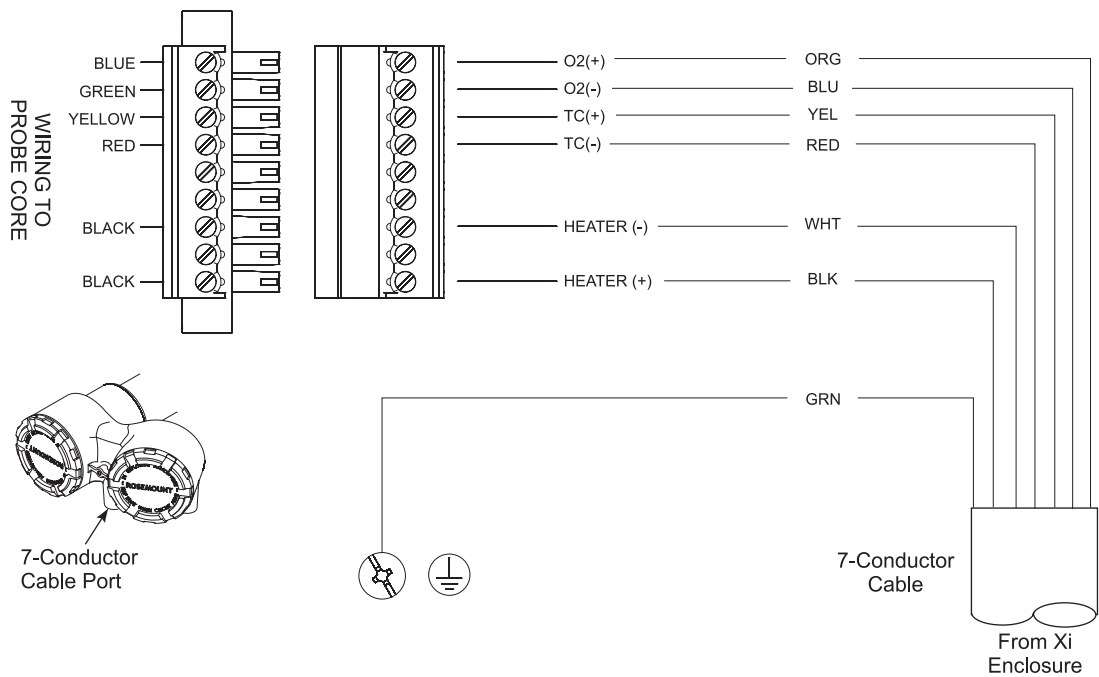 BLUE
GREEN
YELLOW
RED
BLACK
BLACK
WIRING TO
PROBE CORE
O2(+)
O2(-)
TC(+)
TC(-)
HEATER (-)
HEATER (+)
ORG
BLU
YEL
RED
WHT
BLK
GRN
ROSEMOUNT
ROSEMOUNT
7-Conductor
Cable Port
7-Conductor
Cable
From Xi
Enclosure